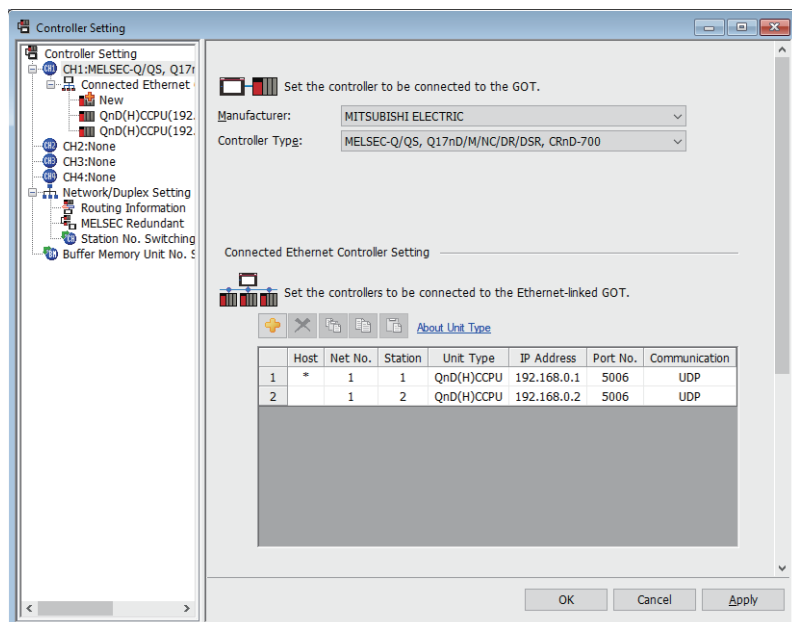 Controller Setting
Controller Setting
CH1:MELSEC-Q/QS, Q17n
Connected Ethernet
New
QnD(H)CCPU(192.
QnD(H)CCPU(192.
CH2:None
CH3:None
CH4:None
Network/Duplex Setting
Routing Information
MELSEC Redundant
Station No. Switching
Buffer Memory Unit No. S
Set the controller to be connected to the GOT.
Manufacturer: MITSUBISHI ELECTRIC
Controller Type: MELSEC-Q/QS, Q17nD/M/NC/DR/DSR, CRnD-700
Connected Ethernet Controller Setting
Set the controllers to be connected to the Ethernet-linked GOT.
About Unit Type
Host Net No. Station Unit Type IP Address Port No. Communication
1 * 1 1 QnD(H)CCPU 192.168.0.1 5006 UDP
2 1 2 QnD(H)CCPU 192.168.0.2 5006 UDP
OK Cancel Apply